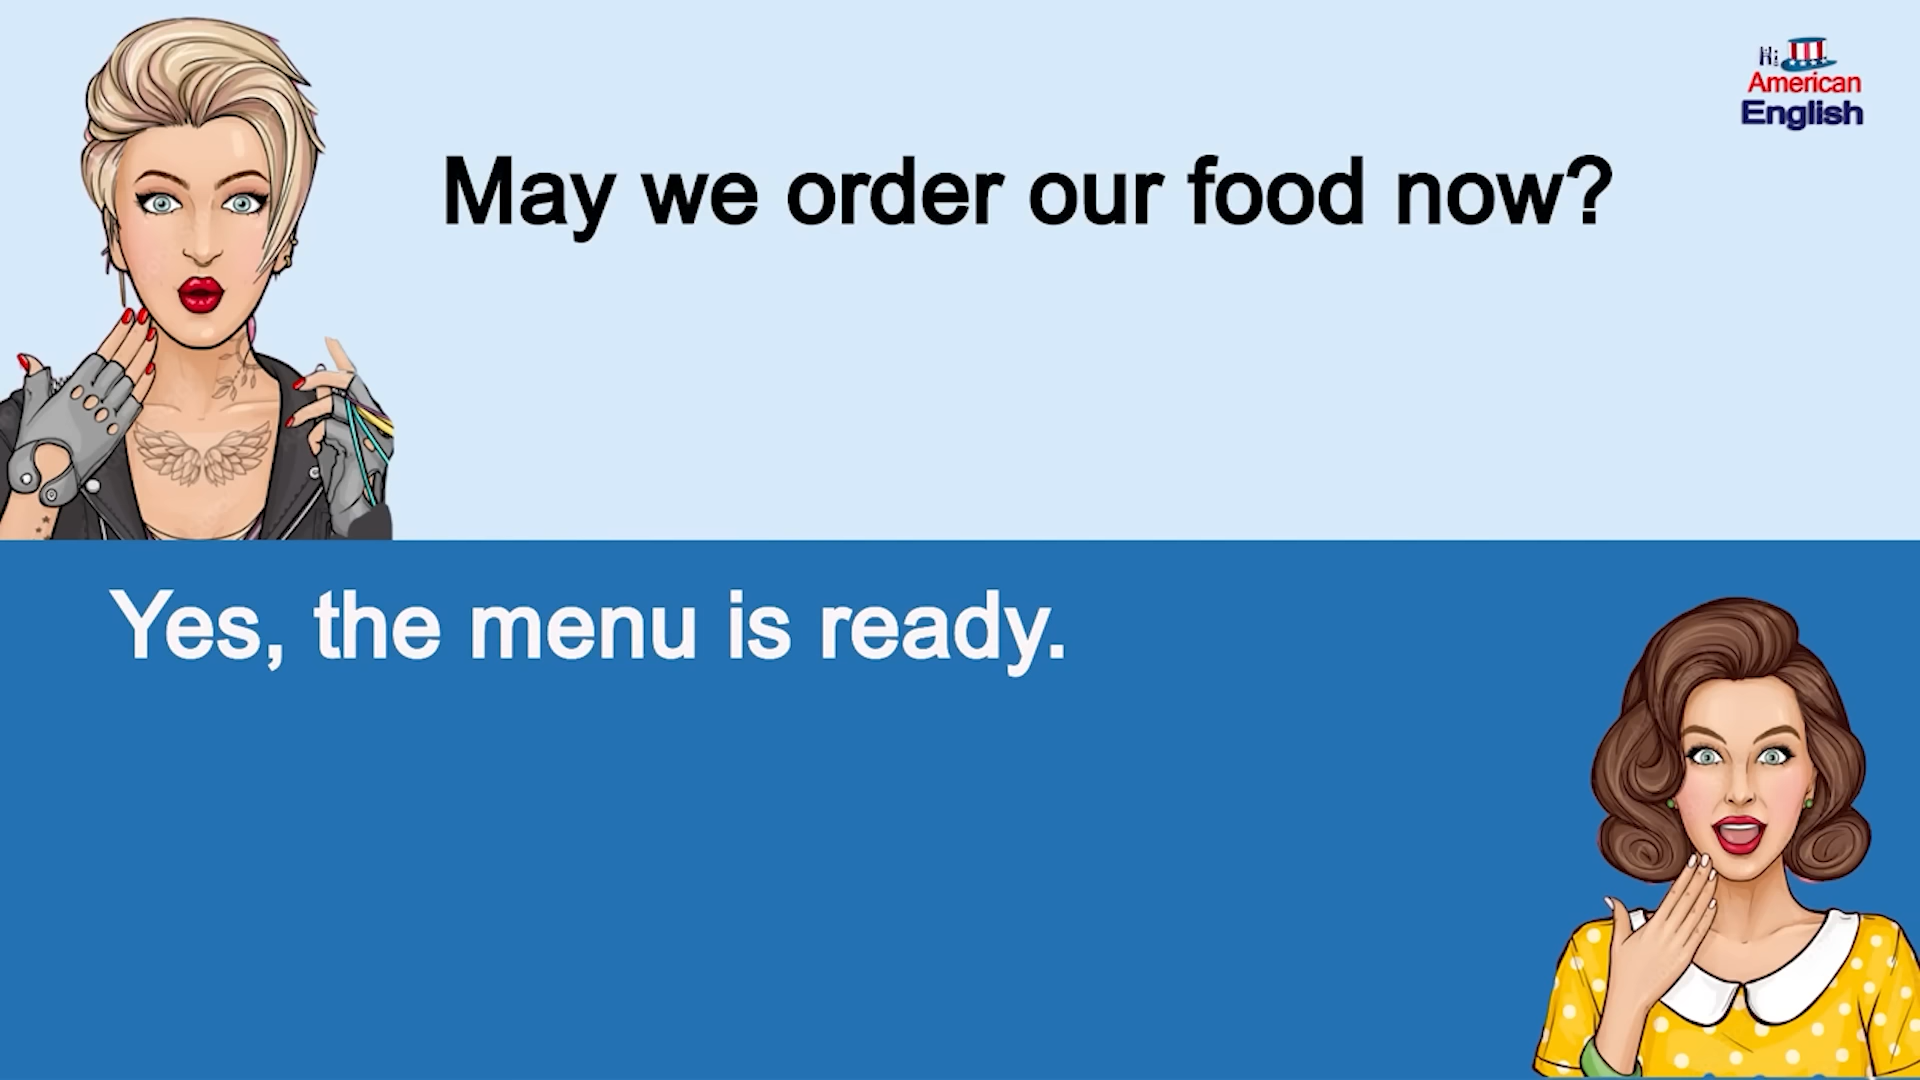 Hi
American
English
May we order our food now?
Yes, the menu is ready.